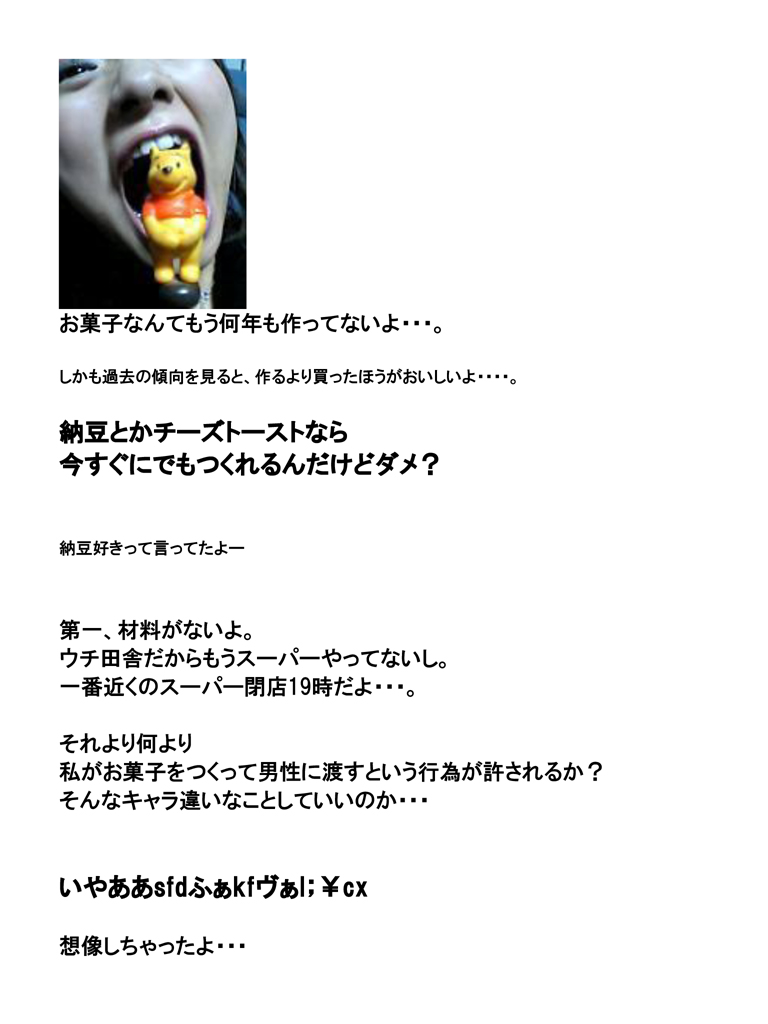 お菓子なんてもう何年も作ってないよ・・・。
しかも過去の傾向を見ると、作るより買ったほうがおいしいよ・・・・。
納豆とかチーズトーストなら
今すぐにでもつくれるんだけどダメ？
納豆好きって言ってたよー
第一、材料がないよ。
ウチ田舎だからもうスーパーやってないし。
一番近くのスーパー閉店19時だよ・・・。
それより何より
私がお菓子をつくって男性に渡すという行為が許されるか？
そんなキャラ違いなことしていいのか・・・
いやああsfdふぁkfヴぁl;￥cx
想像しちゃったよ・・・